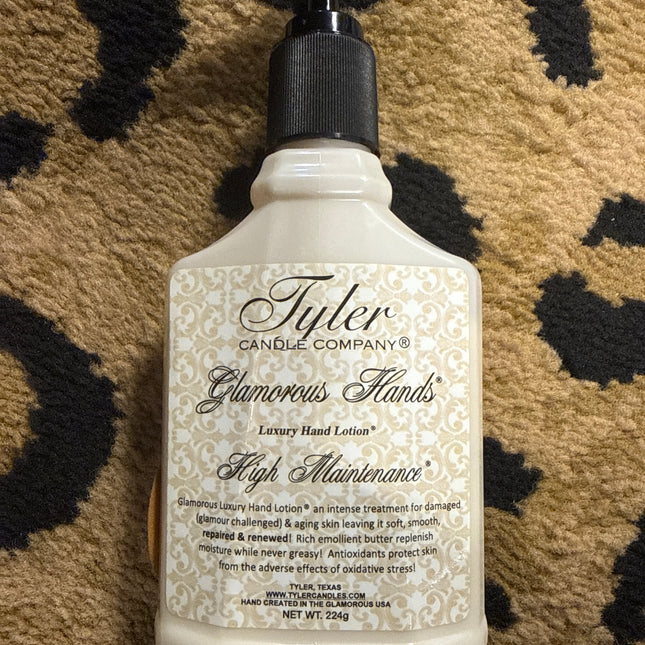 Tyler
CANDLE COMPANY®
Glamorous Hands®
Luxury Hand Lotion®
High Maintenance®
Glamorous Luxury Hand Lotion® an intense treatment for damaged
(glamour challenged) & aging skin leaving it soft, smooth,
repaired & renewed! Rich emollient butter replenish
moisture while never greasy! Antioxidants protect skin
from the adverse effects of oxidative stress!
TYLER, TEXAS
WWW.TYLERCANDLES.COM
HAND CREATED IN THE GLAMOROUS USA
NET WT. 224g